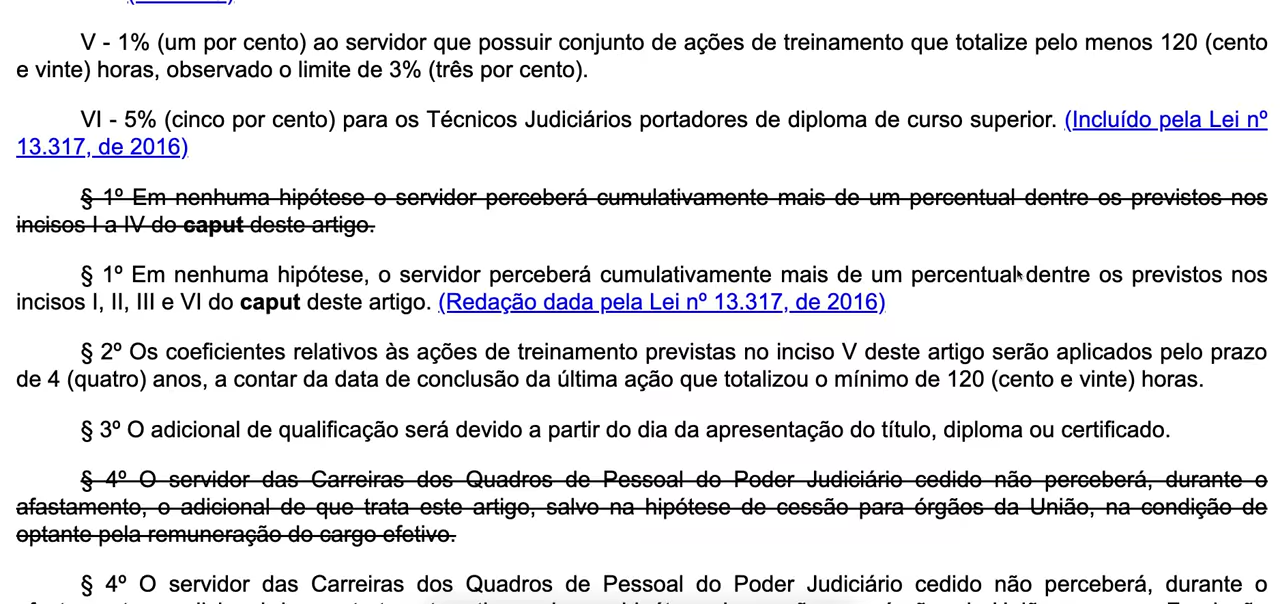 V - 1% (um por cento) ao servidor que possuir conjunto de ações de treinamento que totalize pelo menos 120 (cento
e vinte) horas, observado o limite de 3% (três por cento).
VI - 5% (cinco por cento) para os Técnicos Judiciários portadores de diploma de curso superior. (Incluído pela Lei nº
13.317, de 2016)
§ 1º Em nenhuma hipótese o servidor perceberá cumulativamente mais de um percentual dentre os previstos nos
incisos I a IV do caput deste artigo.
§ 1º Em nenhuma hipótese, o servidor perceberá cumulativamente mais de um percentual dentre os previstos nos
incisos I, II, III e VI do caput deste artigo. (Redação dada pela Lei nº 13.317, de 2016)
§ 2º Os coeficientes relativos às ações de treinamento previstas no inciso V deste artigo serão aplicados pelo prazo
de 4 (quatro) anos, a contar da data de conclusão da última ação que totalizou o mínimo de 120 (cento e vinte) horas.
§ 3º O adicional de qualificação será devido a partir do dia da apresentação do título, diploma ou certificado.
§ 4º O servidor das Carreiras dos Quadros de Pessoal do Poder Judiciário cedido não perceberá, durante o
afastamento, o adicional de que trata este artigo, salvo na hipótese de cessão para órgãos da União, na condição de
optante pela remuneração do cargo efetivo.
§ 4º O servidor das Carreiras dos Quadros de Pessoal do Poder Judiciário cedido não perceberá, durante o